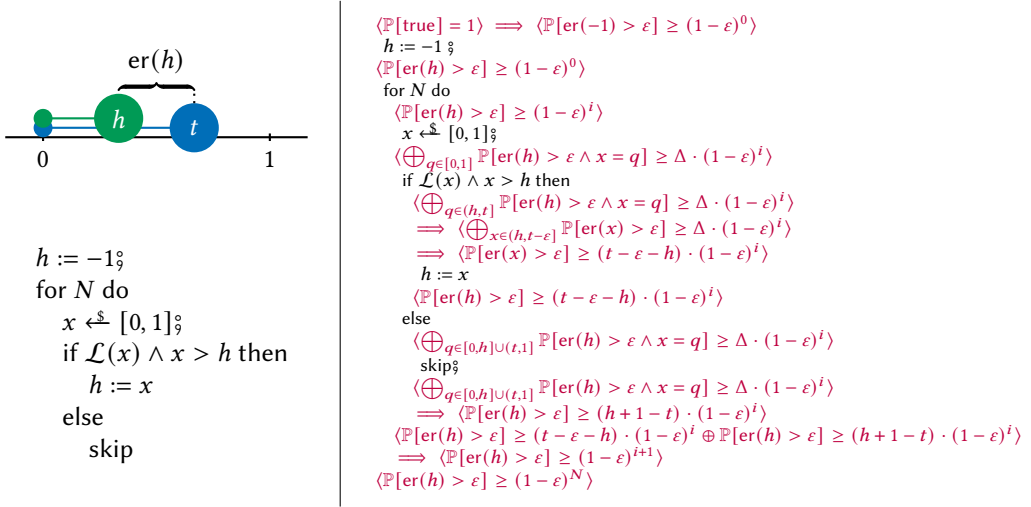 er(h)
h
t
0
1
h := −1⨟
for N do
x ←$ [0, 1]⨟
if ℒ(x) ∧ x > h then
h := x
else
skip
⟨ℙ[true] = 1⟩ ⟹ ⟨ℙ[er(−1) > ε] ≥ (1 − ε)⁰⟩
h := −1 ⨟
⟨ℙ[er(h) > ε] ≥ (1 − ε)⁰⟩
for N do
⟨ℙ[er(h) > ε] ≥ (1 − ε)ⁱ⟩
x ←$ [0, 1]⨟
⟨⨁_{q∈[0,1]} ℙ[er(h) > ε ∧ x = q] ≥ Δ · (1 − ε)ⁱ⟩
if ℒ(x) ∧ x > h then
⟨⨁_{q∈(h,t]} ℙ[er(h) > ε ∧ x = q] ≥ Δ · (1 − ε)ⁱ⟩
⟹ ⟨⨁_{x∈(h,t−ε]} ℙ[er(x) > ε] ≥ Δ · (1 − ε)ⁱ⟩
⟹ ⟨ℙ[er(x) > ε] ≥ (t − ε − h) · (1 − ε)ⁱ⟩
h := x
⟨ℙ[er(h) > ε] ≥ (t − ε − h) · (1 − ε)ⁱ⟩
else
⟨⨁_{q∈[0,h]∪(t,1]} ℙ[er(h) > ε ∧ x = q] ≥ Δ · (1 − ε)ⁱ⟩
skip⨟
⟨⨁_{q∈[0,h]∪(t,1]} ℙ[er(h) > ε ∧ x = q] ≥ Δ · (1 − ε)ⁱ⟩
⟹ ⟨ℙ[er(h) > ε] ≥ (h + 1 − t) · (1 − ε)ⁱ⟩
⟨ℙ[er(h) > ε] ≥ (t − ε − h) · (1 − ε)ⁱ ⊕ ℙ[er(h) > ε] ≥ (h + 1 − t) · (1 − ε)ⁱ⟩
⟹ ⟨ℙ[er(h) > ε] ≥ (1 − ε)ⁱ⁺¹⟩
⟨ℙ[er(h) > ε] ≥ (1 − ε)ᴺ⟩